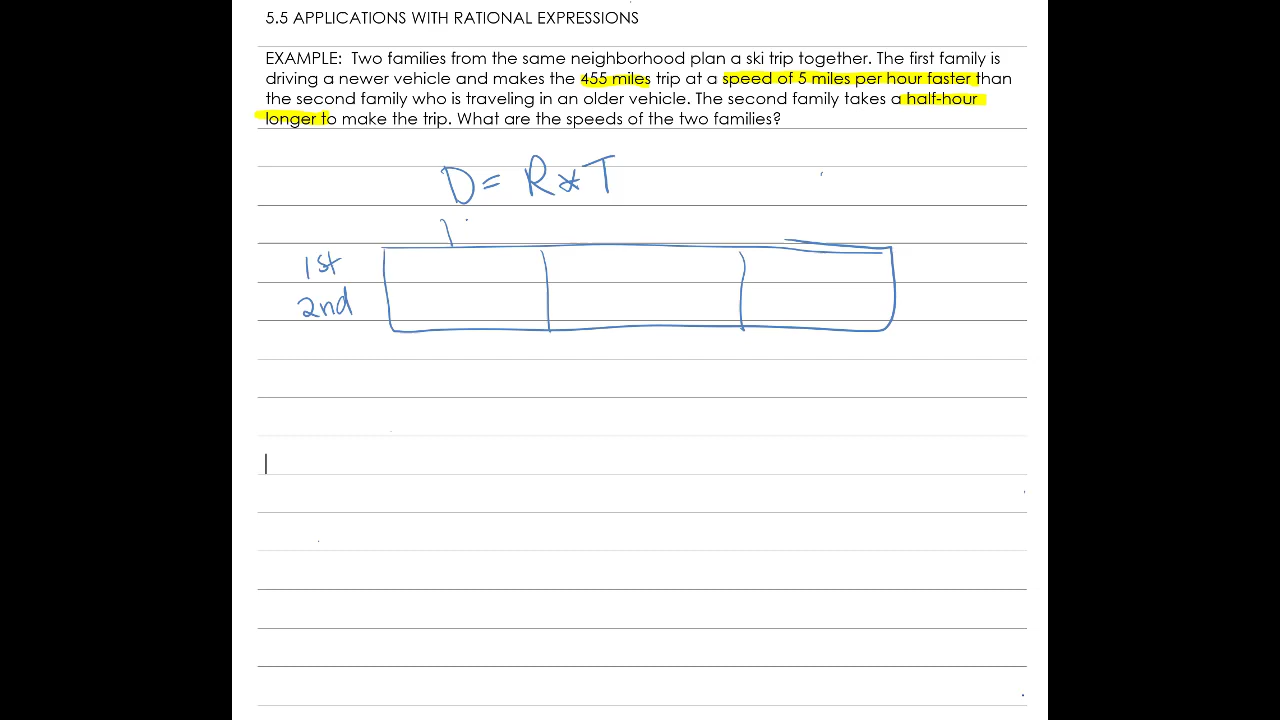 5.5 APPLICATIONS WITH RATIONAL EXPRESSIONS
EXAMPLE: Two families from the same neighborhood plan a ski trip together. The first family is
driving a newer vehicle and makes the 455 miles trip at a speed of 5 miles per hour faster than
the second family who is traveling in an older vehicle. The second family takes a half-hour
longer to make the trip. What are the speeds of the two families?
D = R * T
1st
2nd